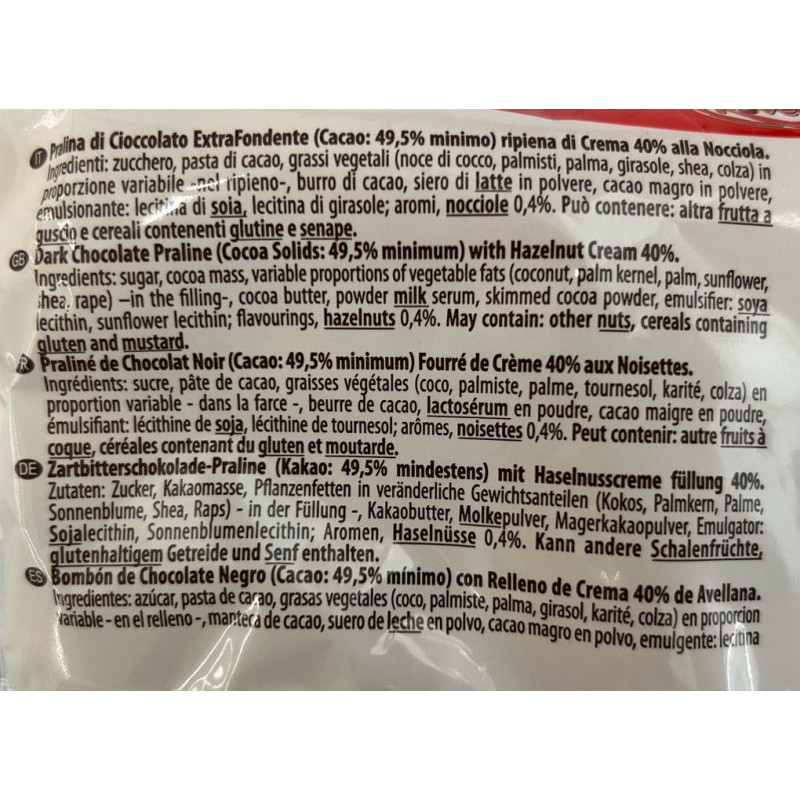 IT Pralina di Cioccolato ExtraFondente (Cacao: 49,5% minimo) ripiena di Crema 40% alla Nocciola.
Ingredienti: zucchero, pasta di cacao, grassi vegetali (noce di cocco, palmisti, palma, girasole, shea, colza) in
proporzione variabile -nel ripieno-, burro di cacao, siero di latte in polvere, cacao magro in polvere,
emulsionante: lecitina di soia, lecitina di girasole; aromi, nocciole 0,4%. Può contenere: altra frutta a
guscio e cereali contenenti glutine e senape.
GB Dark Chocolate Praline (Cocoa Solids: 49,5% minimum) with Hazelnut Cream 40%.
Ingredients: sugar, cocoa mass, variable proportions of vegetable fats (coconut, palm kernel, palm, sunflower,
shea, rape) –in the filling-, cocoa butter, powder milk serum, skimmed cocoa powder, emulsifier: soya
lecithin, sunflower lecithin; flavourings, hazelnuts 0,4%. May contain: other nuts, cereals containing
gluten and mustard.
FR Praliné de Chocolat Noir (Cacao: 49,5% minimum) Fourré de Crème 40% aux Noisettes.
Ingrédients: sucre, pâte de cacao, graisses végétales (coco, palmiste, palme, tournesol, karité, colza) en
proportion variable - dans la farce -, beurre de cacao, lactosérum en poudre, cacao maigre en poudre,
émulsifiant: lécithine de soja, lécithine de tournesol; arômes, noisettes 0,4%. Peut contenir: autre fruits à
coque, céréales contenant du gluten et moutarde.
DE Zartbitterschokolade-Praline (Kakao: 49,5% mindestens) mit Haselnusscreme füllung 40%.
Zutaten: Zucker, Kakaomasse, Pflanzenfetten in veränderliche Gewichtsanteilen (Kokos, Palmkern, Palme,
Sonnenblume, Shea, Raps) - in der Füllung -, Kakaobutter, Molkepulver, Magerkakaopulver, Emulgator:
Sojalecithin, Sonnenblumenlecithin; Aromen, Haselnüsse 0,4%. Kann andere Schalenfrüchte,
glutenhaltigem Getreide und Senf enthalten.
ES Bombón de Chocolate Negro (Cacao: 49,5% mínimo) con Relleno de Crema 40% de Avellana.
Ingredientes: azúcar, pasta de cacao, grasas vegetales (coco, palmiste, palma, girasol, karité, colza) en proporcion
variable - en el relleno -, manteca de cacao, suero de leche en polvo, cacao magro en polvo, emulgente: lecitina